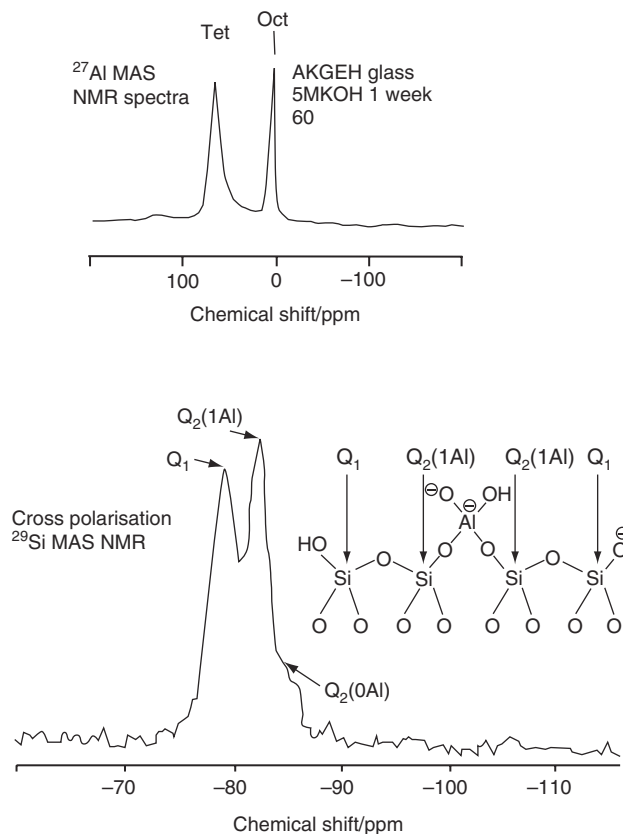 Tet
Oct
²⁷Al MAS
NMR spectra
AKGEH glass
5MKOH 1 week
60
100
0
−100
Chemical shift/ppm
Q₂(1Al)
Q₁
Cross polarisation
²⁹Si MAS NMR
Q₂(0Al)
Q₁
Q₂(1Al)
Q₂(1Al)
Q₁
⊖O
OH
⊖
Al
HO
O
O
O
O
O⊖
Si
Si
Si
Si
O
O
O
O
O
O
O
O
−70
−80
−90
−100
−110
Chemical shift/ppm